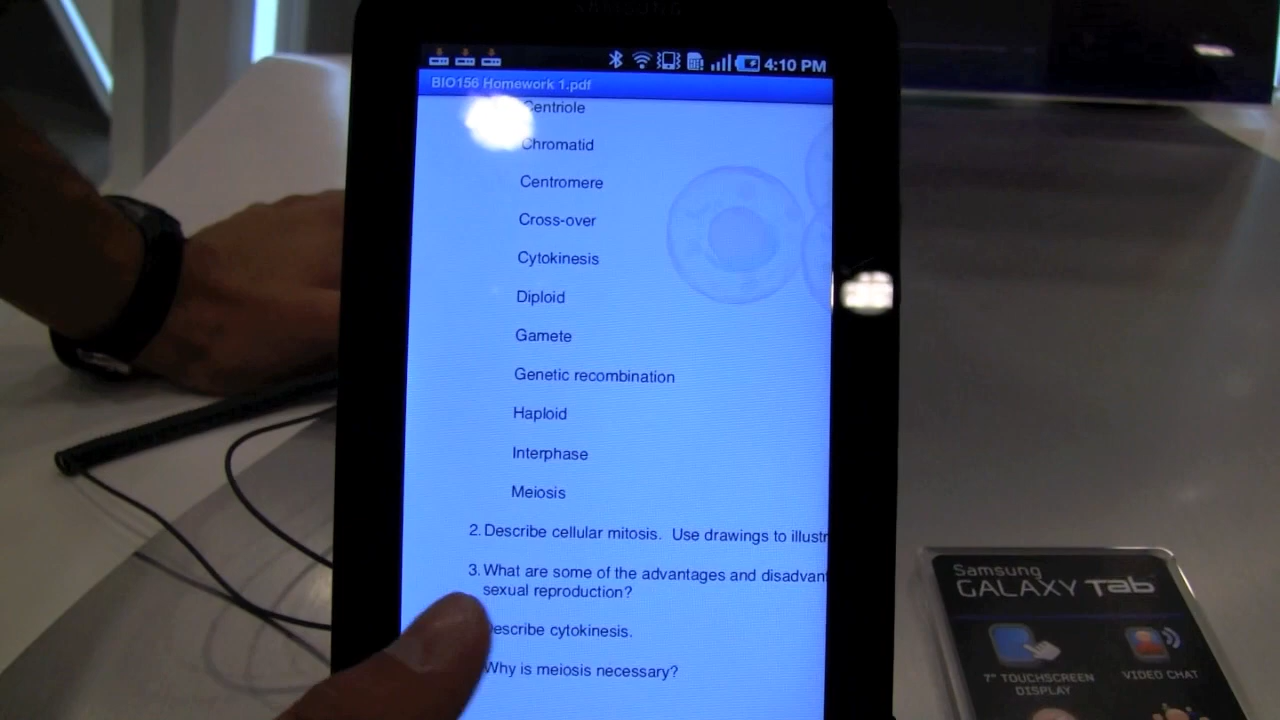 SAMSUNG
4:10 PM
BIO156 Homework 1.pdf
Centriole
Chromatid
Centromere
Cross-over
Cytokinesis
Diploid
Gamete
Genetic recombination
Haploid
Interphase
Meiosis
2. Describe cellular mitosis. Use drawings to illustr
3. What are some of the advantages and disadvant
sexual reproduction?
escribe cytokinesis.
Why is meiosis necessary?
Samsung
GALAXY Tab
7" TOUCHSCREEN
DISPLAY
VIDEO CHAT